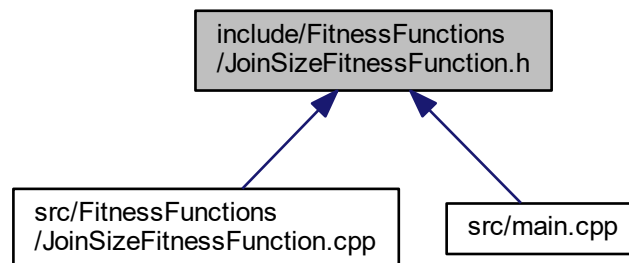 include/FitnessFunctions
/JoinSizeFitnessFunction.h
src/FitnessFunctions
/JoinSizeFitnessFunction.cpp
src/main.cpp